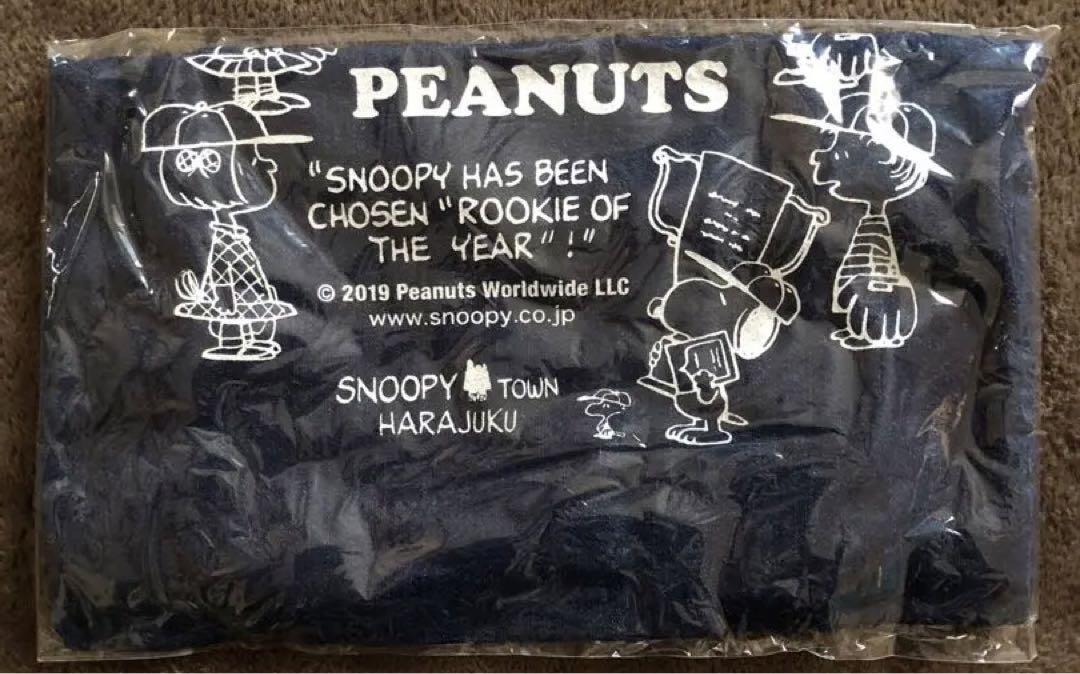 PEANUTS
"SNOOPY HAS BEEN
CHOSEN "ROOKIE OF
THE YEAR" !"
© 2019 Peanuts Worldwide LLC
www.snoopy.co.jp
SNOOPY TOWN
HARAJUKU